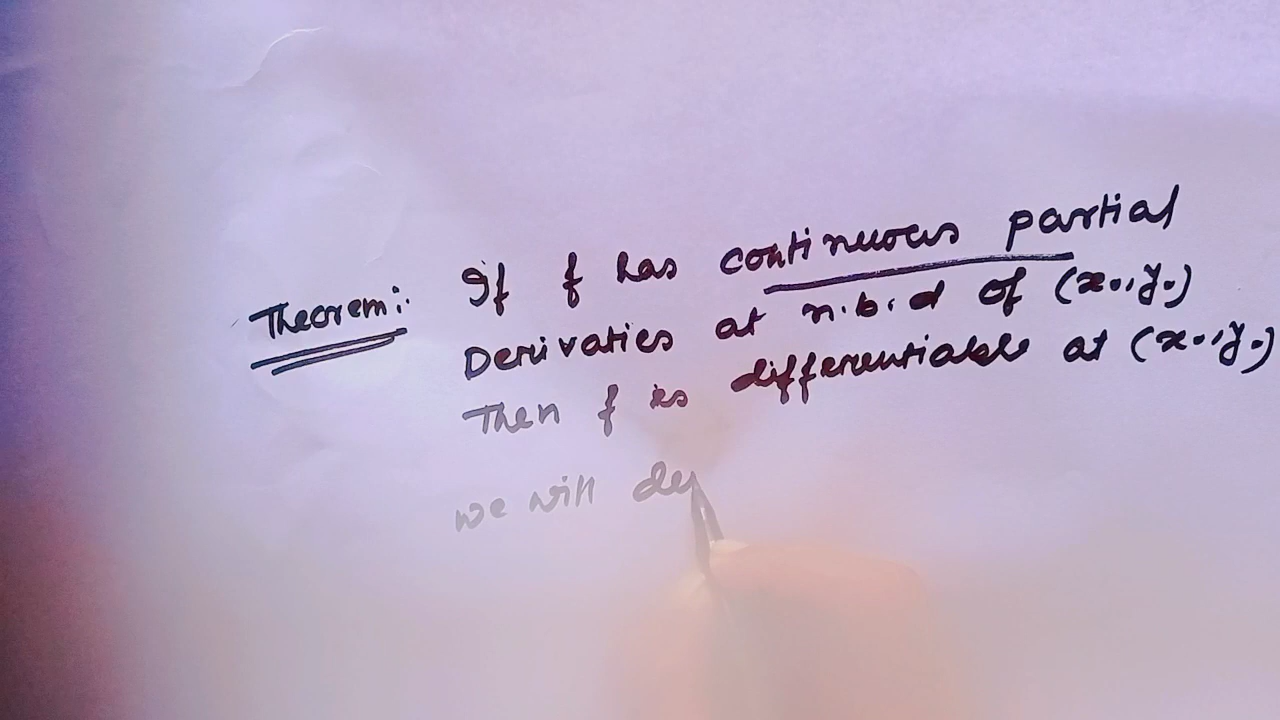 Theorem:. If f has continuous partial
Derivaties at n.b.d of (x₀,y₀)
Then f is differentiable at (x₀,y₀)
we will